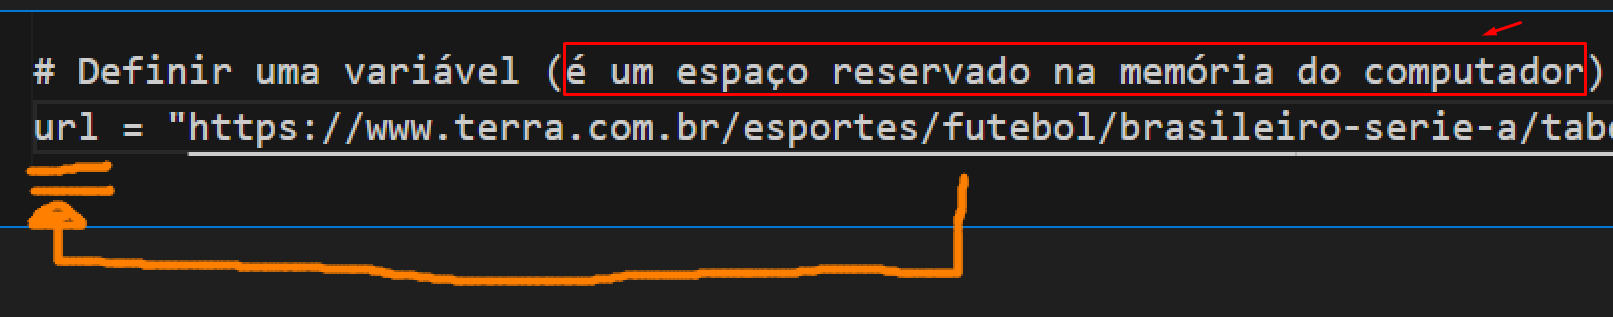 # Definir uma variável (é um espaço reservado na memória do computador)
url = "https://www.terra.com.br/esportes/futebol/brasileiro-serie-a/tabe